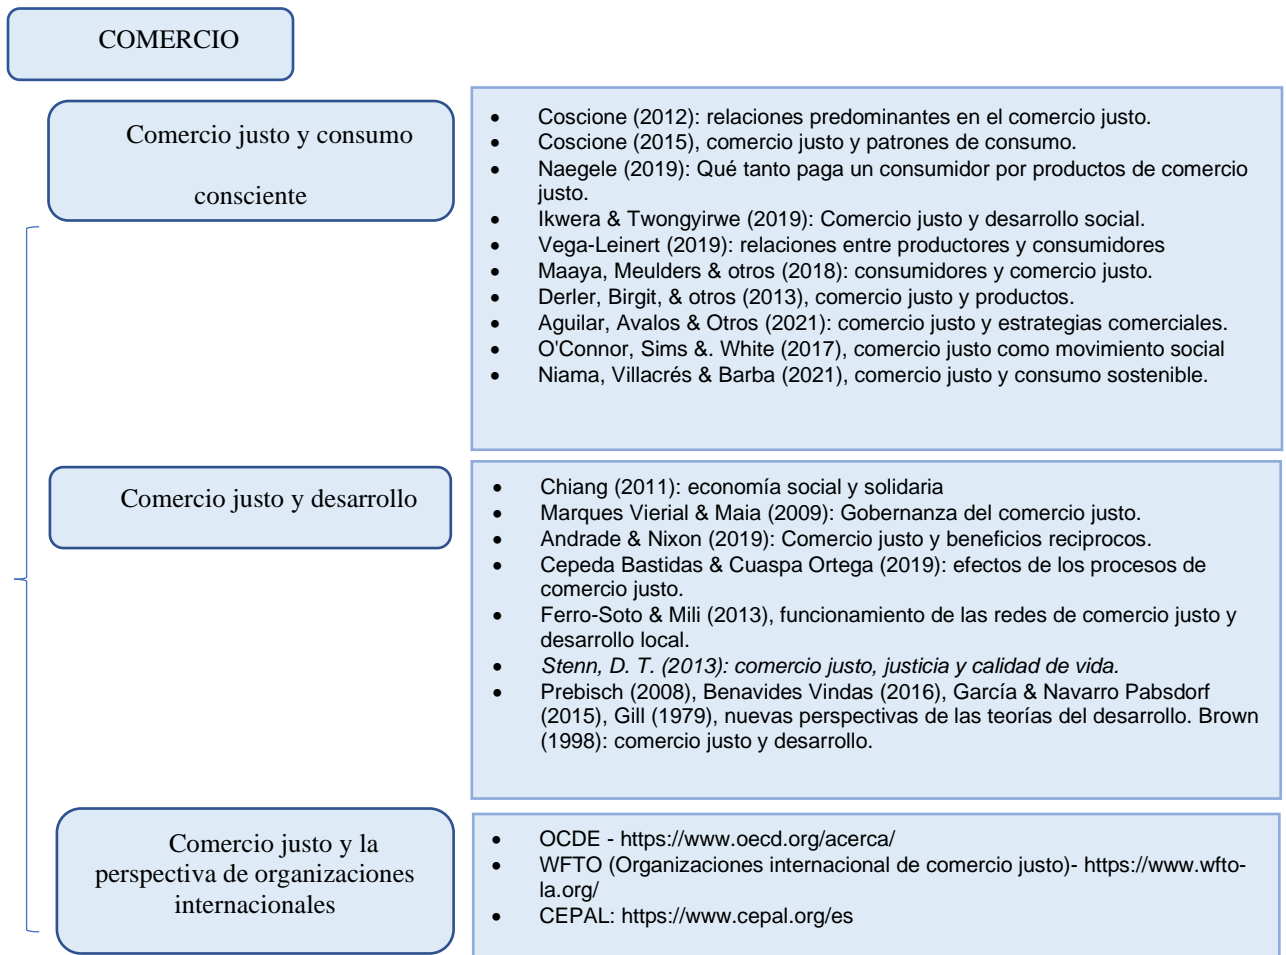 COMERCIO
Comercio justo y consumo
consciente
• Coscione (2012): relaciones predominantes en el comercio justo.
• Coscione (2015), comercio justo y patrones de consumo.
• Naegele (2019): Qué tanto paga un consumidor por productos de comercio
justo.
• Ikwera & Twongyirwe (2019): Comercio justo y desarrollo social.
• Vega-Leinert (2019): relaciones entre productores y consumidores
• Maaya, Meulders & otros (2018): consumidores y comercio justo.
• Derler, Birgit, & otros (2013), comercio justo y productos.
• Aguilar, Avalos & Otros (2021): comercio justo y estrategias comerciales.
• O'Connor, Sims &. White (2017), comercio justo como movimiento social
• Niama, Villacrés & Barba (2021), comercio justo y consumo sostenible.
Comercio justo y desarrollo
• Chiang (2011): economía social y solidaria
• Marques Vierial & Maia (2009): Gobernanza del comercio justo.
• Andrade & Nixon (2019): Comercio justo y beneficios reciprocos.
• Cepeda Bastidas & Cuaspa Ortega (2019): efectos de los procesos de
comercio justo.
• Ferro-Soto & Mili (2013), funcionamiento de las redes de comercio justo y
desarrollo local.
• Stenn, D. T. (2013): comercio justo, justicia y calidad de vida.
• Prebisch (2008), Benavides Vindas (2016), García & Navarro Pabsdorf
(2015), Gill (1979), nuevas perspectivas de las teorías del desarrollo. Brown
(1998): comercio justo y desarrollo.
Comercio justo y la
perspectiva de organizaciones
internacionales
• OCDE - https://www.oecd.org/acerca/
• WFTO (Organizaciones internacional de comercio justo)- https://www.wfto-
la.org/
• CEPAL: https://www.cepal.org/es